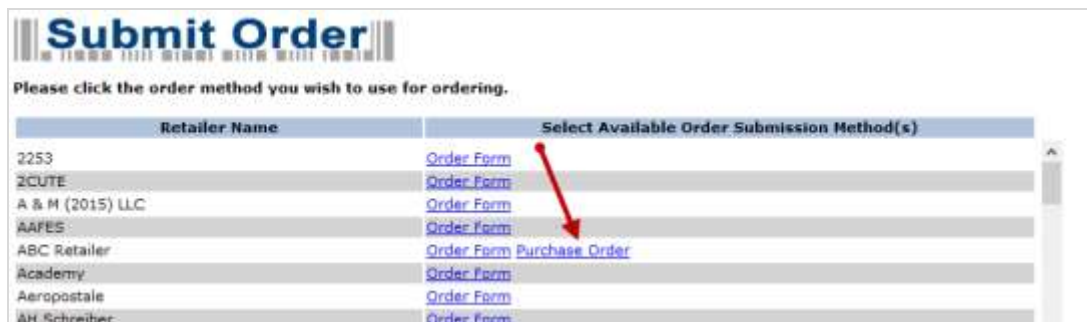 Submit Order
Please click the order method you wish to use for ordering.
Retailer Name Select Available Order Submission Method(s)
2253 Order Form
2CUTE Order Form
A & M (2015) LLC Order Form
AAFES Order Form
ABC Retailer Order Form Purchase Order
Academy Order Form
Aeropostale Order Form
AH Schreiber Order Form